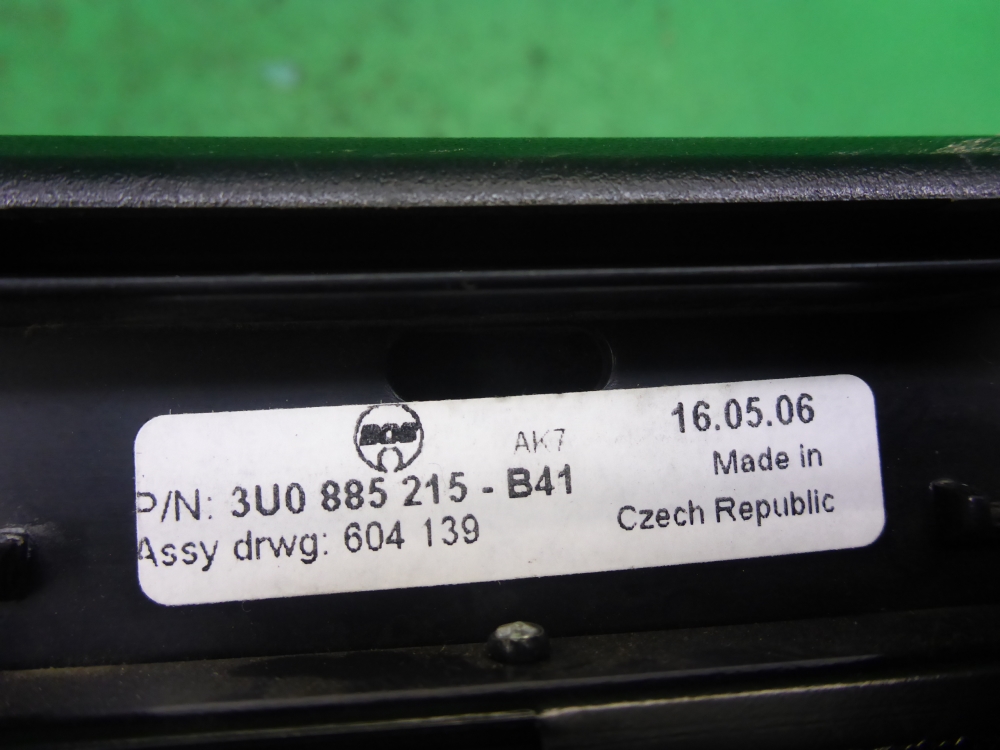 BOS
AK7
16.05.06
P/N: 3U0 885 215 - B41
Made in
Assy drwg: 604 139
Czech Republic